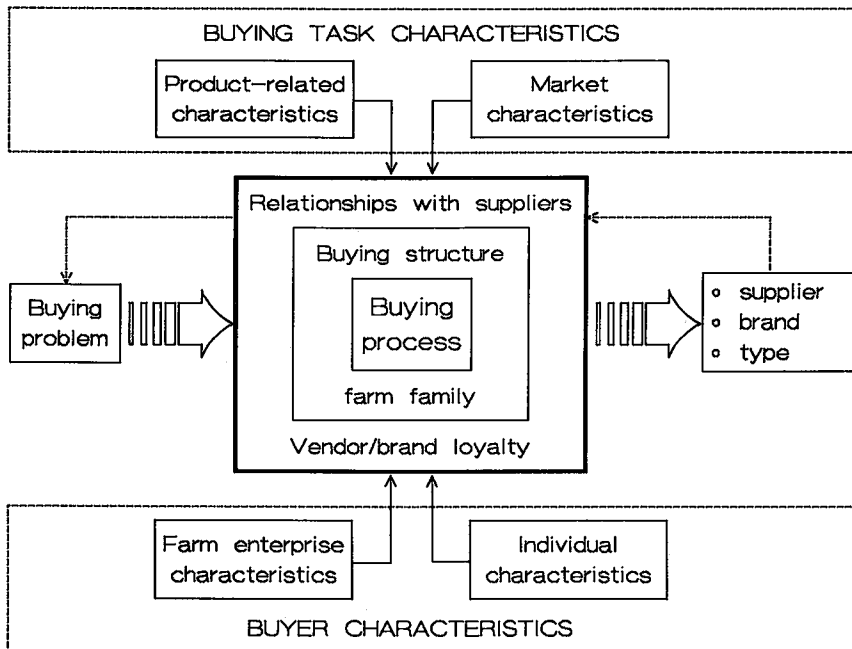 BUYING TASK CHARACTERISTICS
Product-related
characteristics
Market
characteristics
Relationships with suppliers
Buying structure
Buying
process
farm family
Vendor/brand loyalty
Buying
problem
supplier
brand
type
Farm enterprise
characteristics
Individual
characteristics
BUYER CHARACTERISTICS